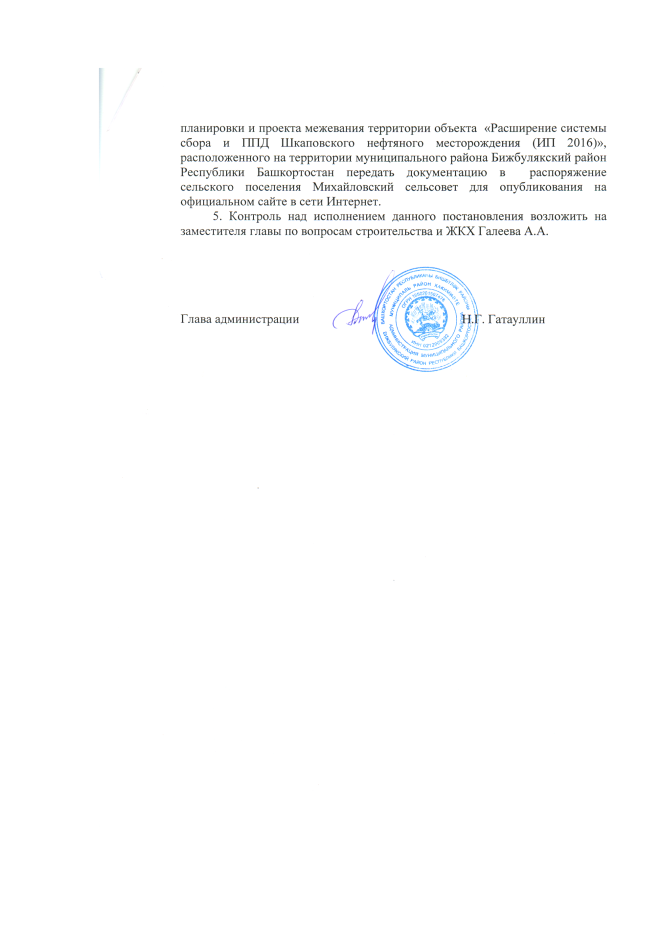 планировки и проекта межевания территории объекта «Расширение системы
сбора и ППД Шкаповского нефтяного месторождения (ИП 2016)»,
расположенного на территории муниципального района Бижбулякский район
Республики Башкортостан передать документацию в распоряжение
сельского поселения Михайловский сельсовет для опубликования на
официальном сайте в сети Интернет.
5. Контроль над исполнением данного постановления возложить на
заместителя главы по вопросам строительства и ЖКХ Галеева А.А.
Глава администрации Н.Г. Гатауллин